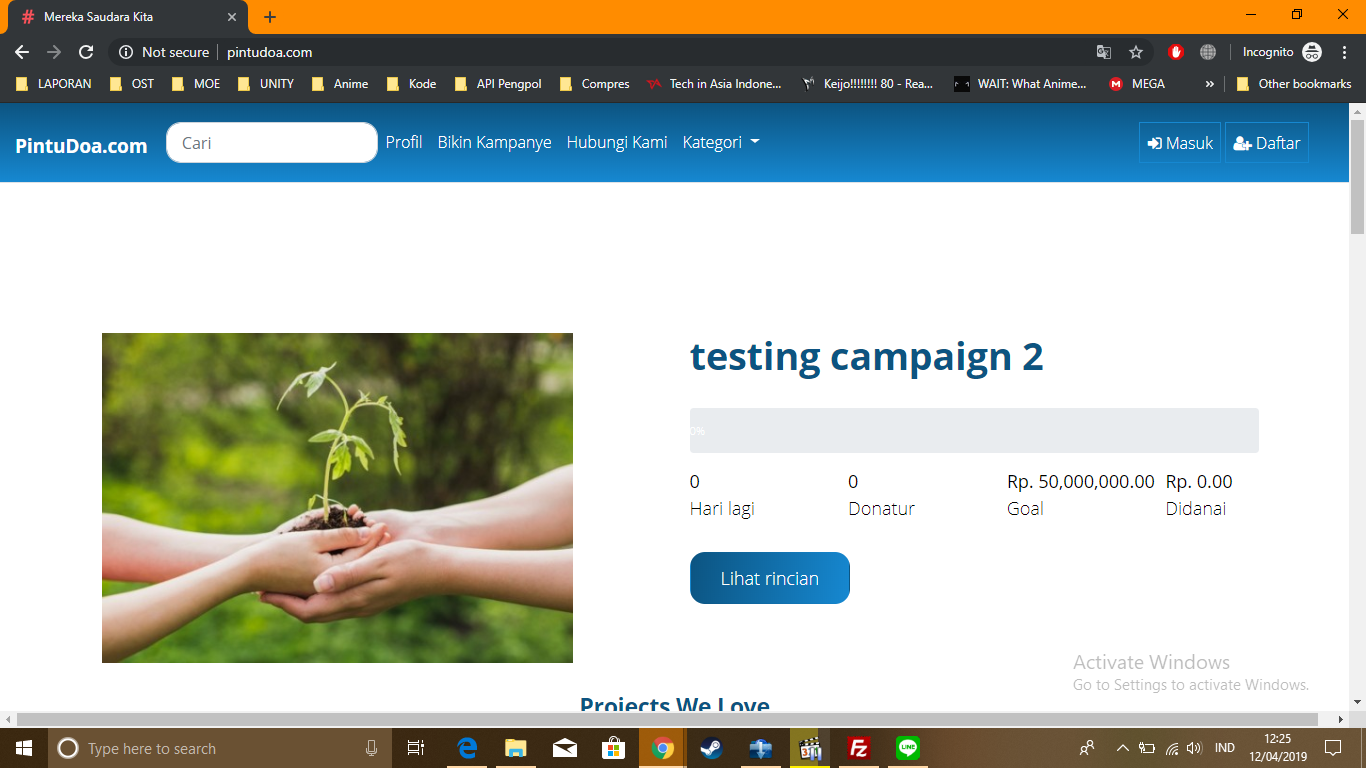 Mereka Saudara Kita
Not secure
pintudoa.com
Incognito
LAPORAN
OST
MOE
UNITY
Anime
Kode
API Pengpol
Compres
Tech in Asia Indone...
Keijo!!!!!!!! 80 - Rea...
WAIT: What Anime...
MEGA
Other bookmarks
PintuDoa.com
Cari
Profil
Bikin Kampanye
Hubungi Kami
Kategori
Masuk
Daftar
testing campaign 2
0%
0
0
Rp. 50,000,000.00
Rp. 0.00
Hari lagi
Donatur
Goal
Didanai
Lihat rincian
Activate Windows
Go to Settings to activate Windows.
Projects We Love
Type here to search
IND
12:25
12/04/2019